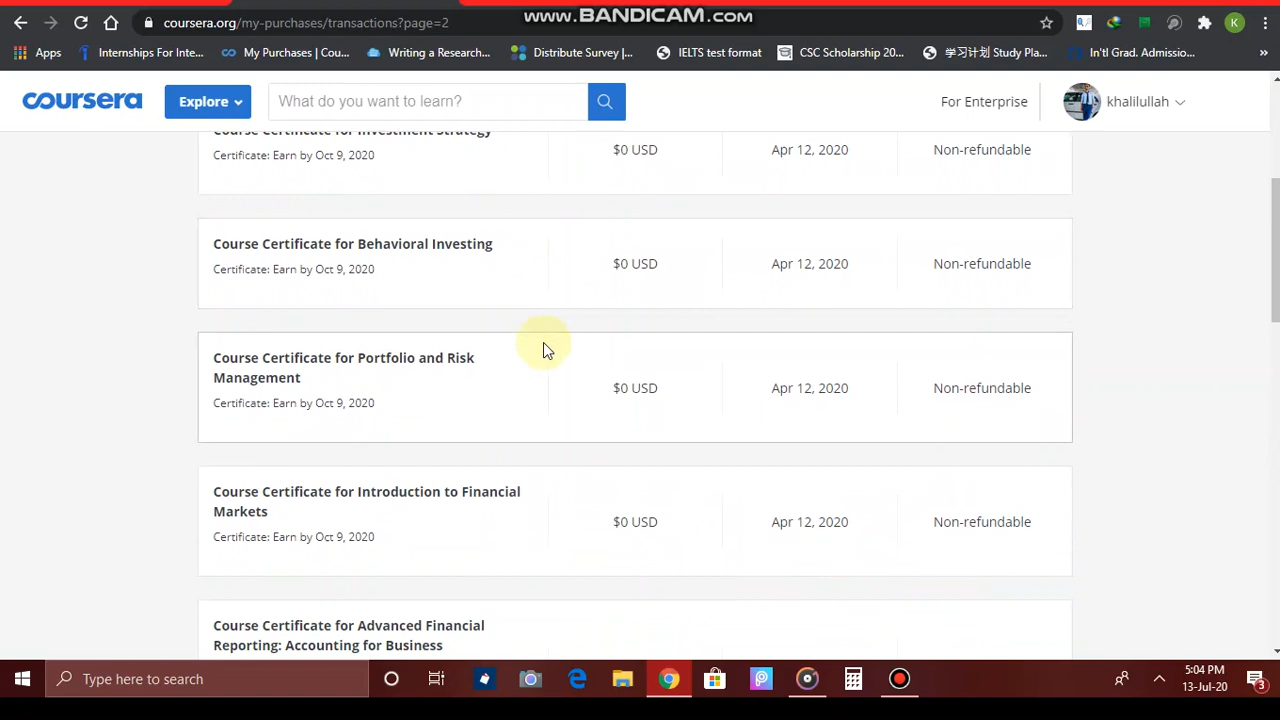 www.BANDICAM.com
coursera.org/my-purchases/transactions?page=2
K
Apps
Internships For Inte...
My Purchases | Cou...
Writing a Research...
Distribute Survey |...
IELTS test format
CSC Scholarship 20...
学习计划 Study Pla...
In'tl Grad. Admissio...
»
coursera
Explore
What do you want to learn?
For Enterprise
khalilullah
Course Certificate for Investment Strategy
Certificate: Earn by Oct 9, 2020
$0 USD
Apr 12, 2020
Non-refundable
Course Certificate for Behavioral Investing
Certificate: Earn by Oct 9, 2020
$0 USD
Apr 12, 2020
Non-refundable
Course Certificate for Portfolio and Risk
Management
Certificate: Earn by Oct 9, 2020
$0 USD
Apr 12, 2020
Non-refundable
Course Certificate for Introduction to Financial
Markets
Certificate: Earn by Oct 9, 2020
$0 USD
Apr 12, 2020
Non-refundable
Course Certificate for Advanced Financial
Reporting: Accounting for Business
Type here to search
5:04 PM
13-Jul-20
3